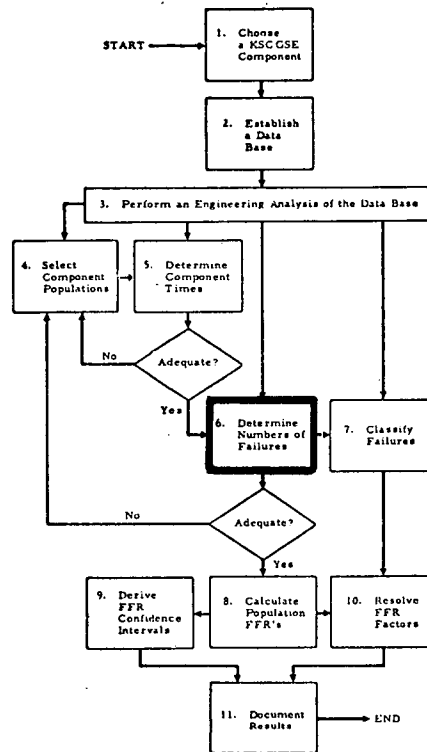 START
1. Choose
a KSC GSE
Component
2. Establish
a Data
Base
3. Perform an Engineering Analysis of the Data Base
4. Select
Component
Populations
5. Determine
Component
Times
No
Adequate?
Yes
6. Determine
Numbers of
Failures
7. Classify
Failures
No
Adequate?
Yes
9. Derive
FFR
Confidence
Intervals
8. Calculate
Population
FFR's
10. Resolve
FFR
Factors
11. Document
Results
END